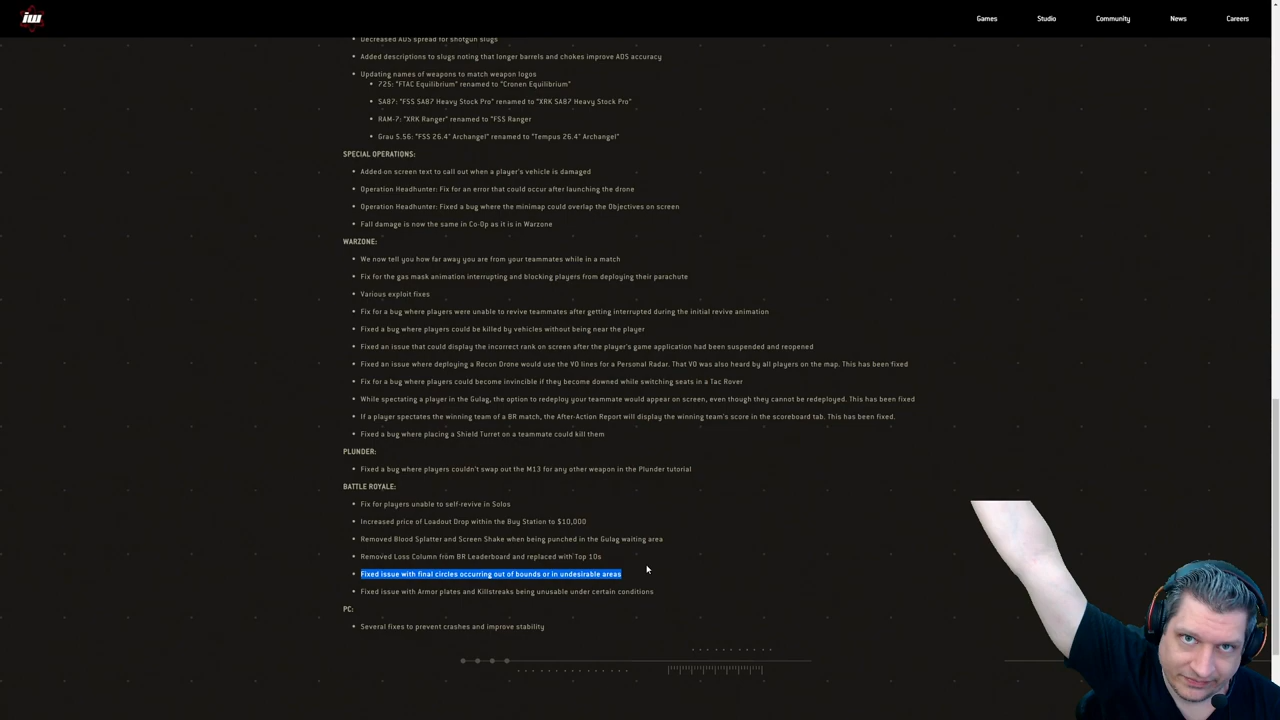 iw
Games
Studio
Community
News
Careers
Decreased ADS spread for shotgun slugs
Added descriptions to slugs noting that longer barrels and chokes improve ADS accuracy
Updating names of weapons to match weapon logos
725: "FTAC Equilibrium" renamed to "Cronen Equilibrium"
SA87: "FSS SA87 Heavy Stock Pro" renamed to "XRK SA87 Heavy Stock Pro"
RAM-7: "XRK Ranger" renamed to "FSS Ranger
Grau 5.56: "FSS 26.4" Archangel" renamed to "Tempus 26.4" Archangel"
SPECIAL OPERATIONS:
Added on screen text to call out when a player's vehicle is damaged
Operation Headhunter: Fix for an error that could occur after launching the drone
Operation Headhunter: Fixed a bug where the minimap could overlap the Objectives on screen
Fall damage is now the same in Co-Op as it is in Warzone
WARZONE:
We now tell you how far away you are from your teammates while in a match
Fix for the gas mask animation interrupting and blocking players from deploying their parachute
Various exploit fixes
Fix for a bug where players were unable to revive teammates after getting interrupted during the initial revive animation
Fixed a bug where players could be killed by vehicles without being near the player
Fixed an issue that could display the incorrect rank on screen after the player's game application had been suspended and reopened
Fixed an issue where deploying a Recon Drone would use the VO lines for a Personal Radar. That VO was also heard by all players on the map. This has been fixed
Fix for a bug where players could become invincible if they become downed while switching seats in a Tac Rover
While spectating a player in the Gulag, the option to redeploy your teammate would appear on screen, even though they cannot be redeployed. This has been fixed
If a player spectates the winning team of a BR match, the After-Action Report will display the winning team's score in the scoreboard tab. This has been fixed.
Fixed a bug where placing a Shield Turret on a teammate could kill them
PLUNDER:
Fixed a bug where players couldn't swap out the M13 for any other weapon in the Plunder tutorial
BATTLE ROYALE:
Fix for players unable to self-revive in Solos
Increased price of Loadout Drop within the Buy Station to $10,000
Removed Blood Splatter and Screen Shake when being punched in the Gulag waiting area
Removed Loss Column from BR Leaderboard and replaced with Top 10s
Fixed issue with final circles occurring out of bounds or in undesirable areas
Fixed issue with Armor plates and Killstreaks being unusable under certain conditions
PC:
Several fixes to prevent crashes and improve stability